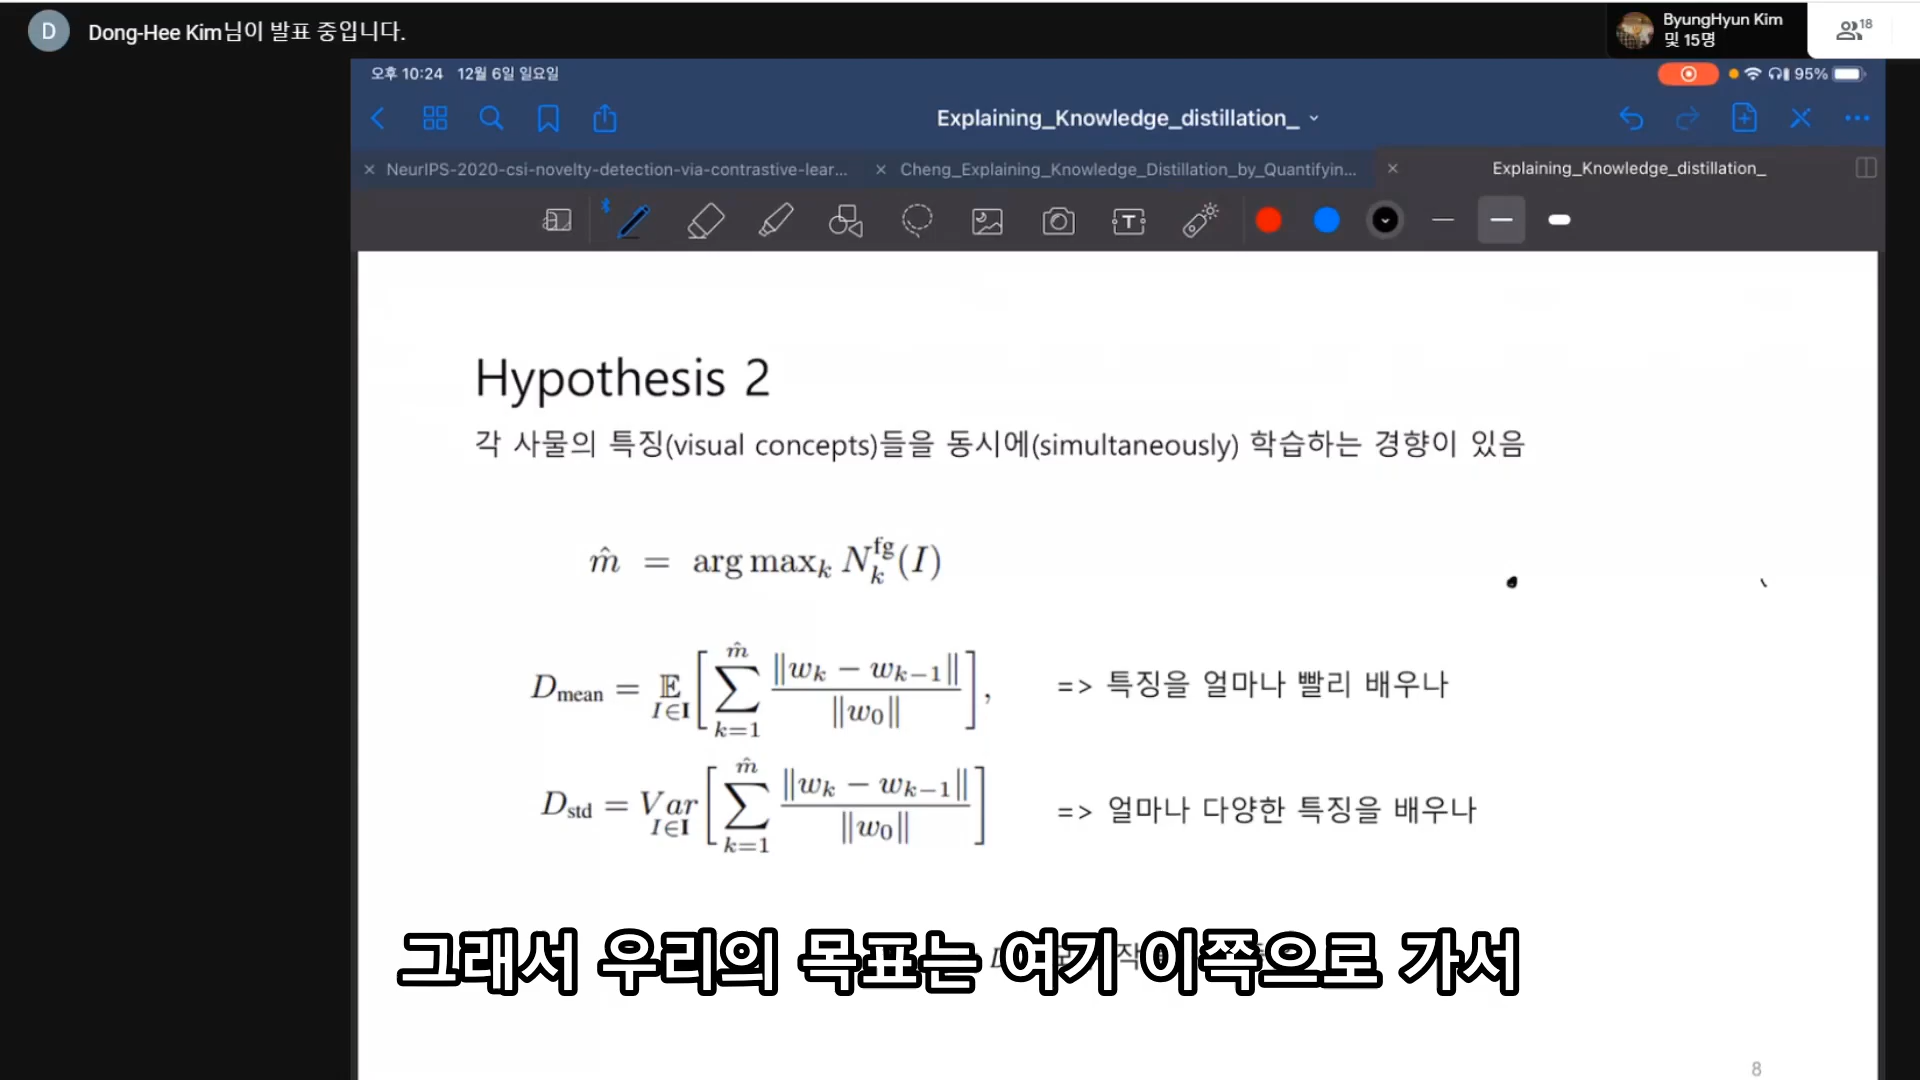 D Dong-Hee Kim님이 발표 중입니다.
ByungHyun Kim
및 15명
18
오후 10:24 12월 6일 일요일
95%
Explaining_Knowledge_distillation_
NeurIPS-2020-csi-novelty-detection-via-contrastive-lear...
Cheng_Explaining_Knowledge_Distillation_by_Quantifyin...
Explaining_Knowledge_distillation_
T
Hypothesis 2
각 사물의 특징(visual concepts)들을 동시에(simultaneously) 학습하는 경향이 있음
m̂ = arg max_k N_k^fg(I)
D_mean = 𝔼_{I∈𝐈} [ ∑_{k=1}^{m̂} ‖w_k − w_{k−1}‖ / ‖w_0‖ ], => 특징을 얼마나 빨리 배우나
D_std = Var_{I∈𝐈} [ ∑_{k=1}^{m̂} ‖w_k − w_{k−1}‖ / ‖w_0‖ ] => 얼마나 다양한 특징을 배우나
그래서 우리의 목표는 여기 이쪽으로 가서
8